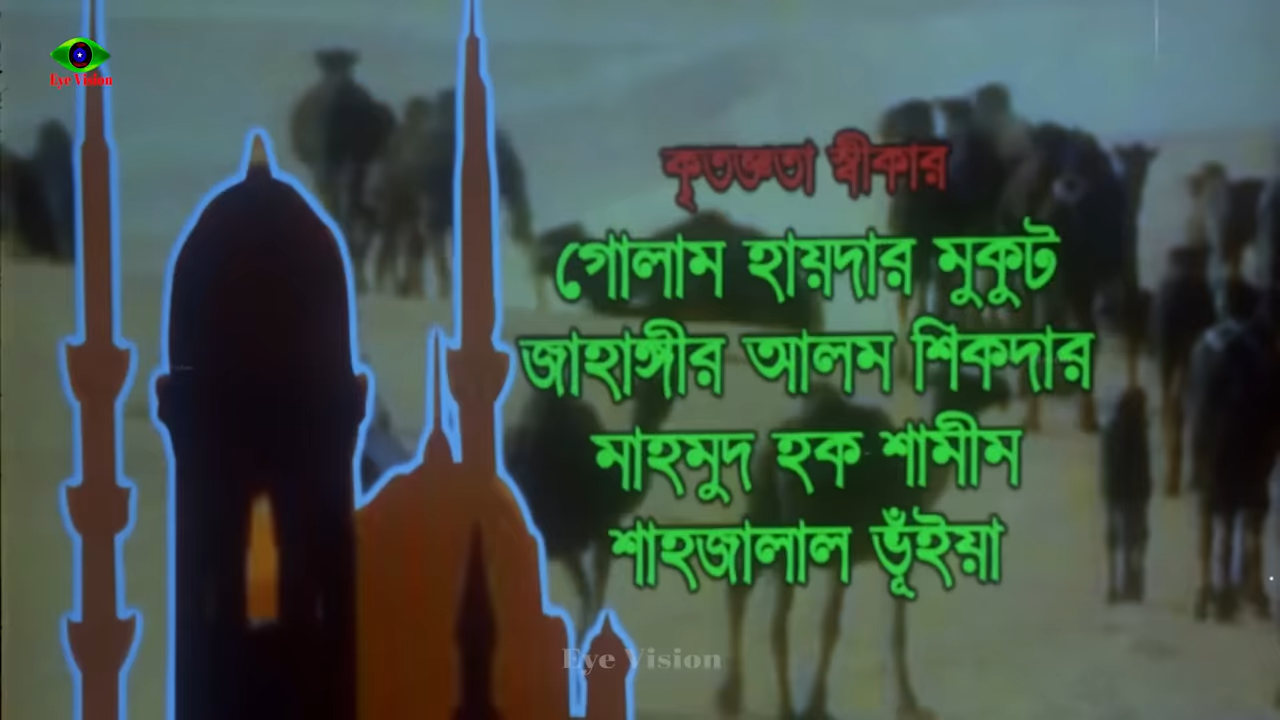 Eye Vision
কৃতজ্ঞতা স্বীকার
গোলাম হায়দার মুকুট
জাহাঙ্গীর আলম শিকদার
মাহমুদ হক শামীম
শাহজালাল ভূঁইয়া
Eye Vision